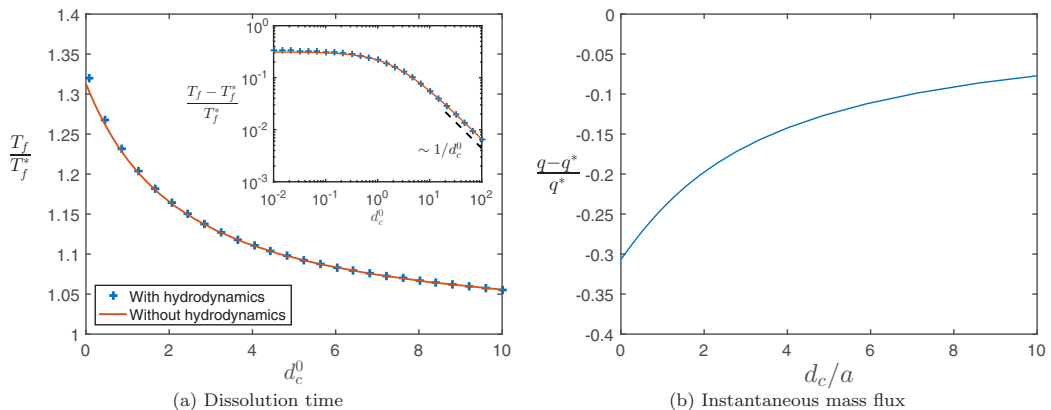 1.4
1.3
1.2
1.15
1.1
1.05
1
1.35
1.25
T_f / T_f^*
0 2 4 6 8 10
d_c^0
With hydrodynamics
Without hydrodynamics
10^0
10^-1
10^-2
10^-3
(T_f − T_f^*) / T_f^*
∼ 1/d_c^0
10^-2 10^-1 10^0 10^1 10^2
d_c^0
(a) Dissolution time
0
-0.05
-0.1
-0.15
-0.2
-0.25
-0.3
-0.35
-0.4
(q−q^*) / q^*
0 2 4 6 8 10
d_c/a
(b) Instantaneous mass flux